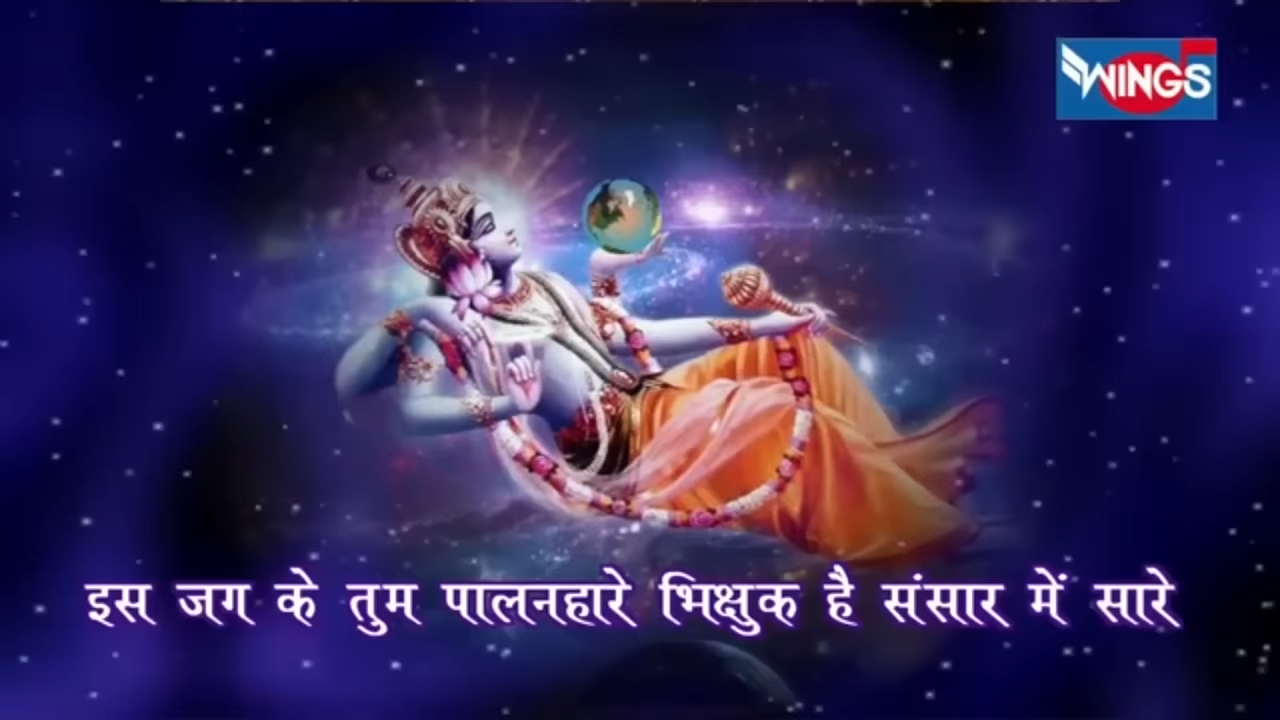 WINGS
इस जग के तुम पालनहारे भिक्षुक है संसार में सारे